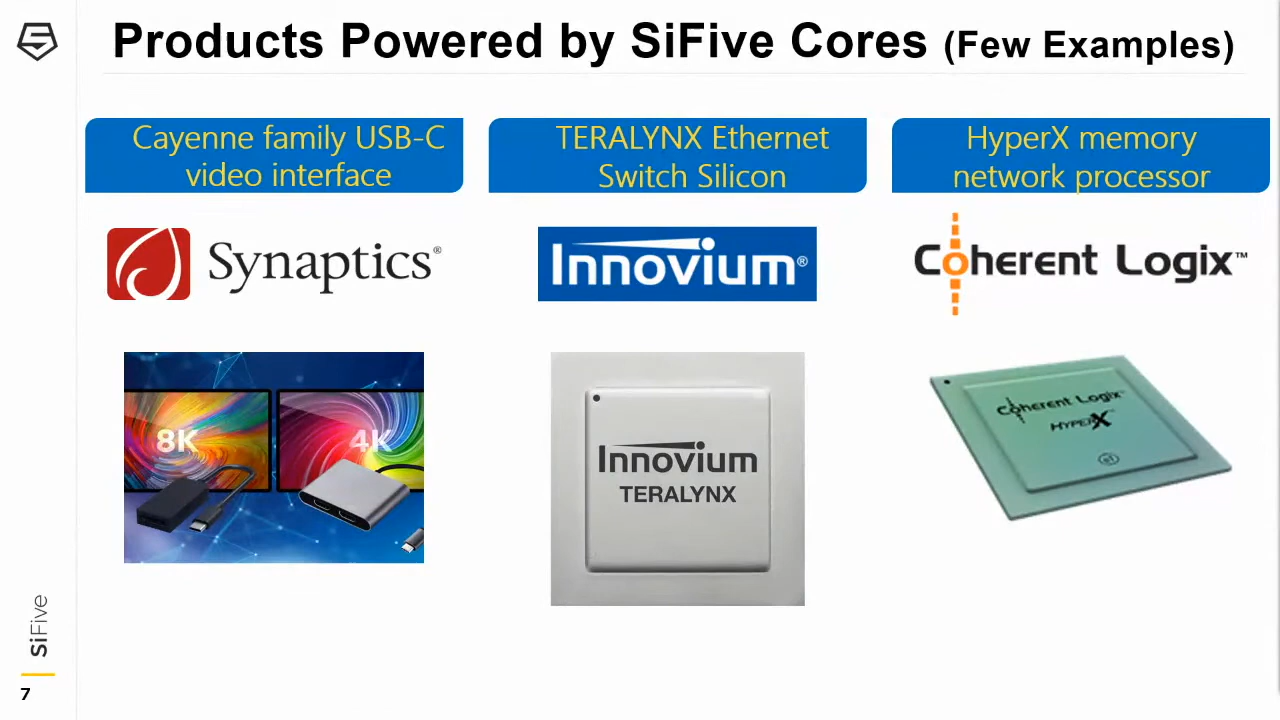 Products Powered by SiFive Cores (Few Examples)
Cayenne family USB-C
video interface
TERALYNX Ethernet
Switch Silicon
HyperX memory
network processor
Synaptics®
Innovium®
Coherent Logix™
8K
4K
Innovium
TERALYNX
Coherent Logix™
HYPERX
SiFive
7